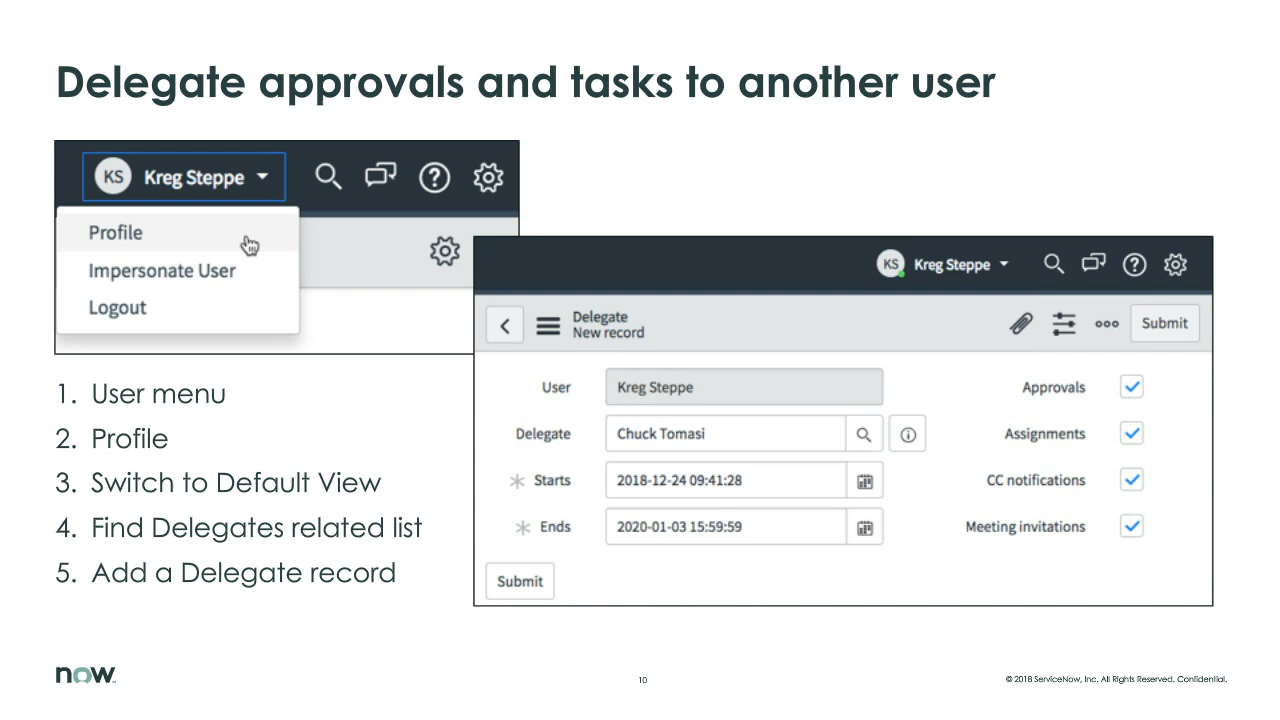 Delegate approvals and tasks to another user
KS Kreg Steppe
Profile
Impersonate User
Logout
1. User menu
2. Profile
3. Switch to Default View
4. Find Delegates related list
5. Add a Delegate record
KS Kreg Steppe
Delegate
New record
Submit
User Kreg Steppe Approvals
Delegate Chuck Tomasi Assignments
Starts 2018-12-24 09:41:28 CC notifications
Ends 2020-01-03 15:59:59 Meeting invitations
Submit
now
10
© 2018 ServiceNow, Inc. All Rights Reserved. Confidential.